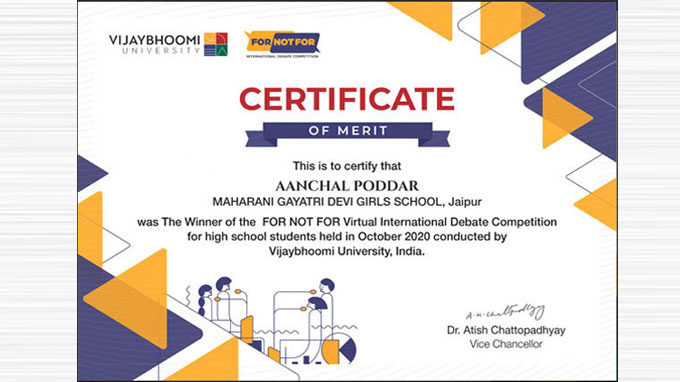 VIJAYBHOOMI
UNIVERSITY
FOR NOT FOR
INTERNATIONAL DEBATE COMPETITION
CERTIFICATE
OF MERIT
This is to certify that
AANCHAL PODDAR
MAHARANI GAYATRI DEVI GIRLS SCHOOL, Jaipur
was The Winner of the FOR NOT FOR Virtual International Debate Competition
for high school students held in October 2020 conducted by
Vijaybhoomi University, India.
A.K. Chattopadhyay
Dr. Atish Chattopadhyay
Vice Chancellor